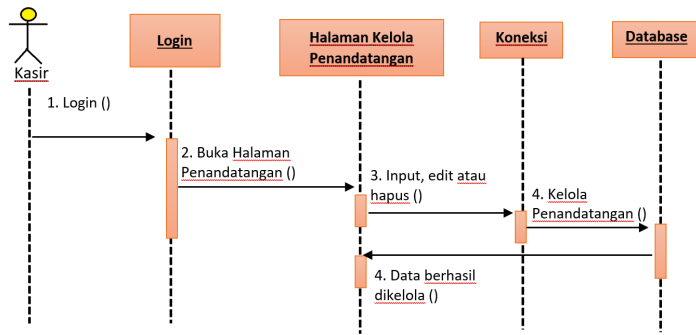 Kasir
Login
Halaman Kelola
Penandatangan
Koneksi
Database
1. Login ()
2. Buka Halaman
Penandatangan ()
3. Input, edit atau
hapus ()
4. Kelola
Penandatangan ()
4. Data berhasil
dikelola ()